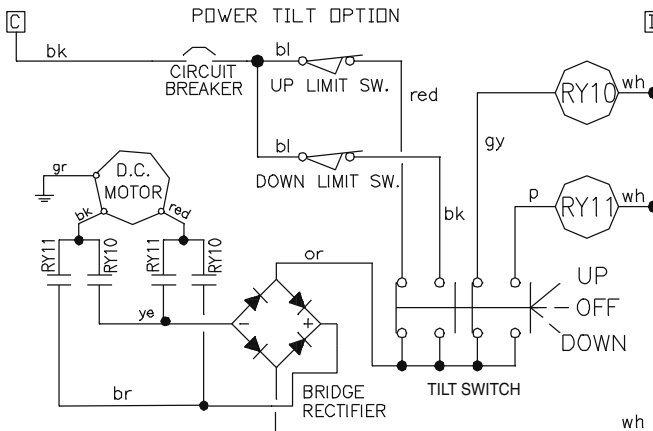 POWER TILT OPTION
C
bk
CIRCUIT
BREAKER
bl
UP LIMIT SW.
red
RY10
wh
gy
bl
DOWN LIMIT SW.
bk
p
RY11
wh
gr
D.C.
MOTOR
bk
red
RY11
RY10
RY11
RY10
or
ye
-
+
br
BRIDGE
RECTIFIER
TILT SWITCH
UP
OFF
DOWN
wh